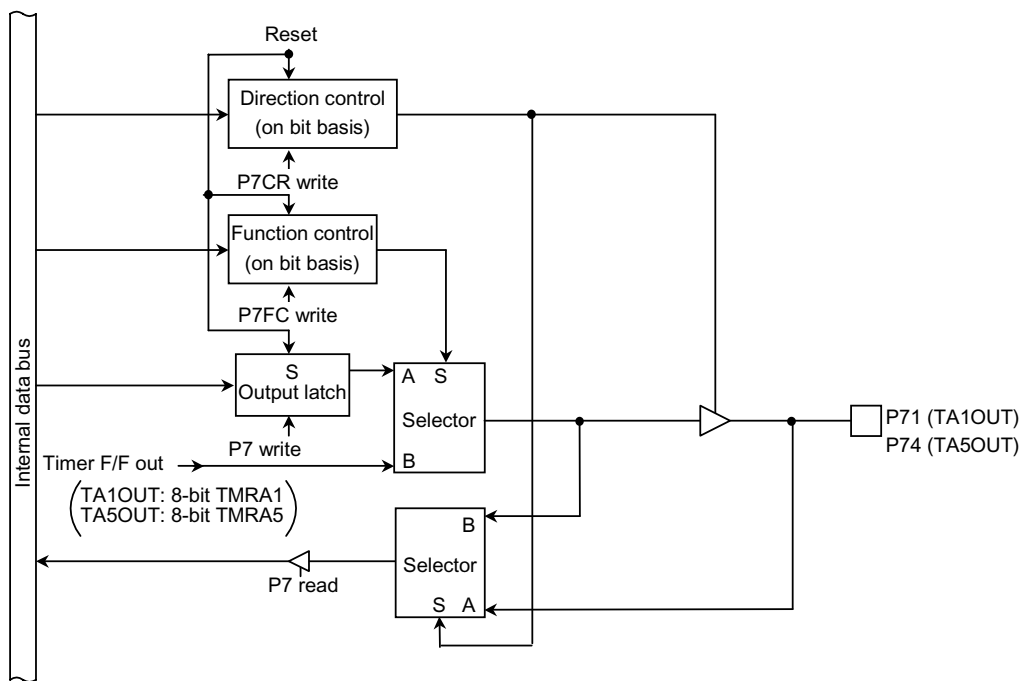 Reset
Direction control
(on bit basis)
P7CR write
Function control
(on bit basis)
P7FC write
S
Output latch
P7 write
A S
Selector
B
Timer F/F out
(TA1OUT: 8-bit TMRA1
TA5OUT: 8-bit TMRA5)
P71 (TA1OUT)
P74 (TA5OUT)
B
Selector
S A
P7 read
Internal data bus